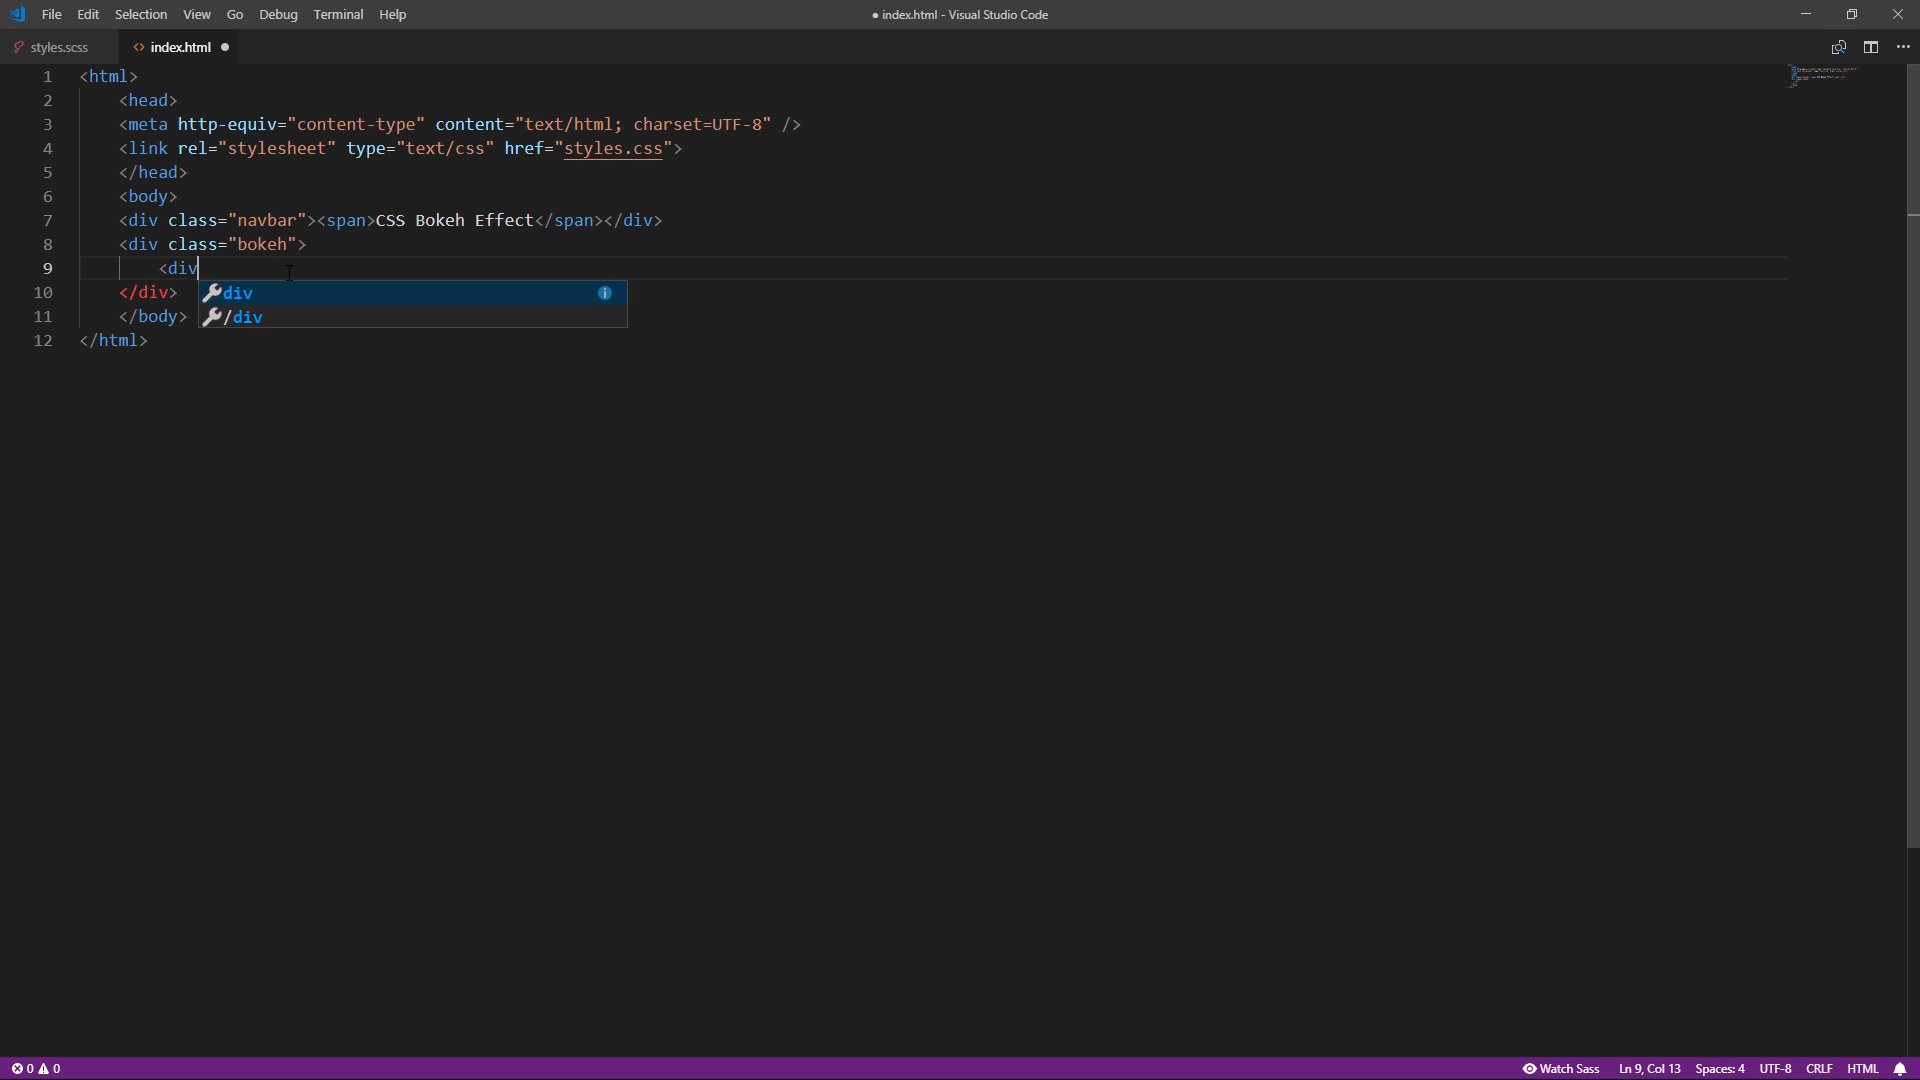 File Edit Selection View Go Debug Terminal Help
● index.html - Visual Studio Code
styles.scss
<> index.html ●
1 <html>
2 <head>
3 <meta http-equiv="content-type" content="text/html; charset=UTF-8" />
4 <link rel="stylesheet" type="text/css" href="styles.css">
5 </head>
6 <body>
7 <div class="navbar"><span>CSS Bokeh Effect</span></div>
8 <div class="bokeh">
9 <div
10 </div>
div
11 </body>
/div
12 </html>
0 0
Watch Sass Ln 9, Col 13 Spaces: 4 UTF-8 CRLF HTML